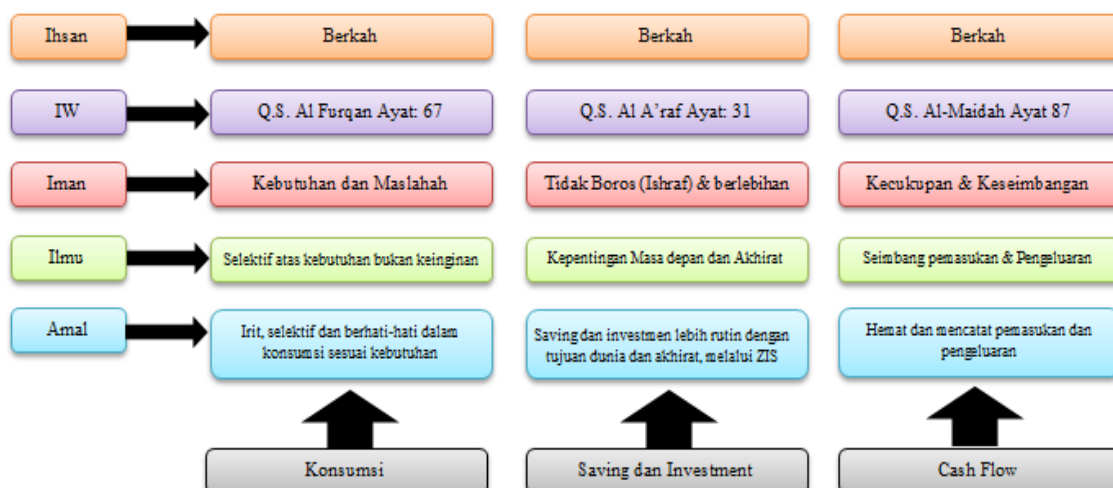 Ihsan
Berkah
Berkah
Berkah
IW
Q.S. Al Furqan Ayat: 67
Q.S. Al A’raf Ayat: 31
Q.S. Al-Maidah Ayat 87
Iman
Kebutuhan dan Maslahah
Tidak Boros (Ishraf) & berlebihan
Kecukupan & Keseimbangan
Ilmu
Selektif atas kebutuhan bukan keinginan
Kepentingan Masa depan dan Akhirat
Seimbang pemasukan & Pengeluaran
Amal
Irit, selektif dan berhati-hati dalam
konsumsi sesuai kebutuhan
Saving dan investmen lebih rutin dengan
tujuan dunia dan akhirat, melalui ZIS
Hemat dan mencatat pemasukan dan
pengeluaran
Konsumsi
Saving dan Investment
Cash Flow